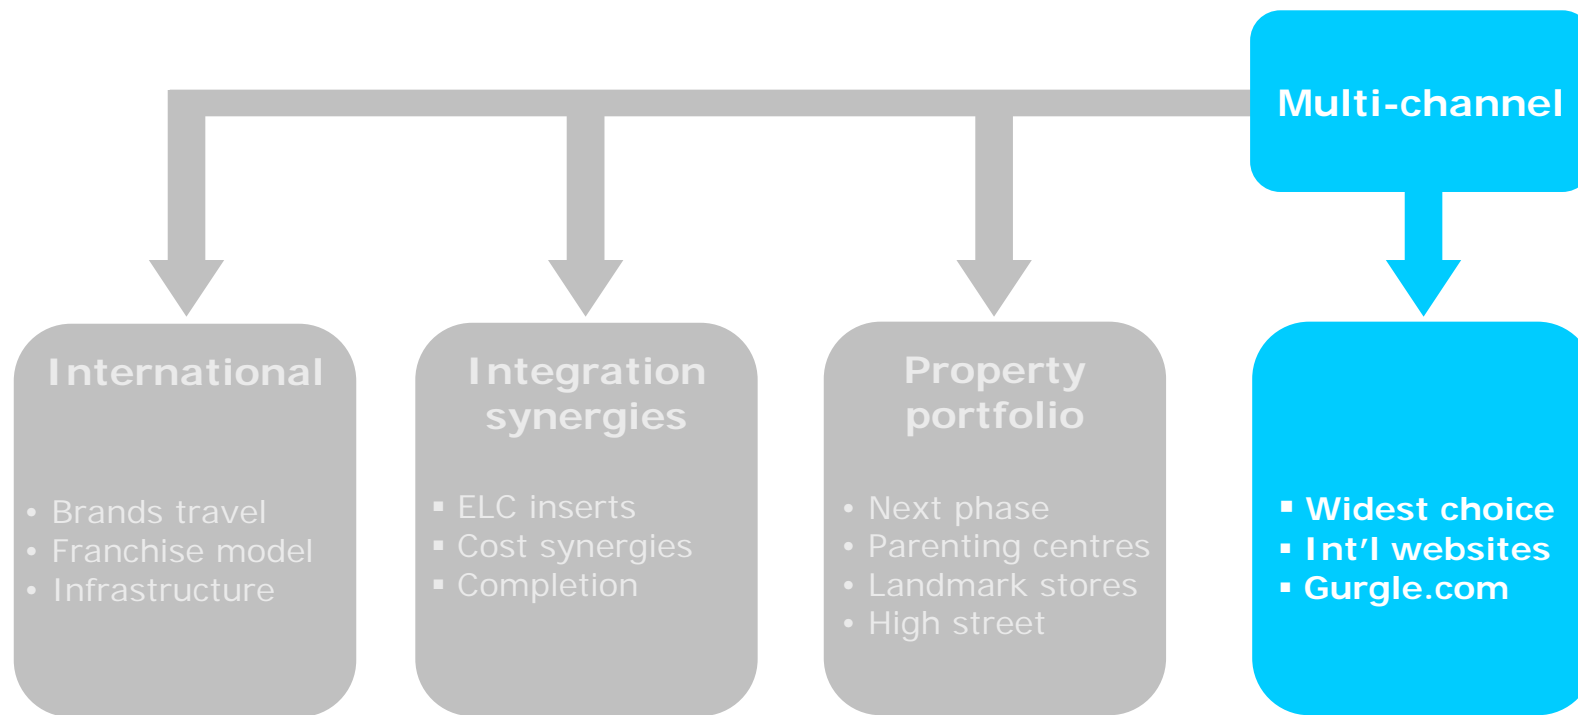 Multi-channel
International
• Brands travel
• Franchise model
• Infrastructure
Integration
synergies
▪ ELC inserts
▪ Cost synergies
▪ Completion
Property
portfolio
• Next phase
• Parenting centres
• Landmark stores
• High street
▪ Widest choice
▪ Int’l websites
▪ Gurgle.com